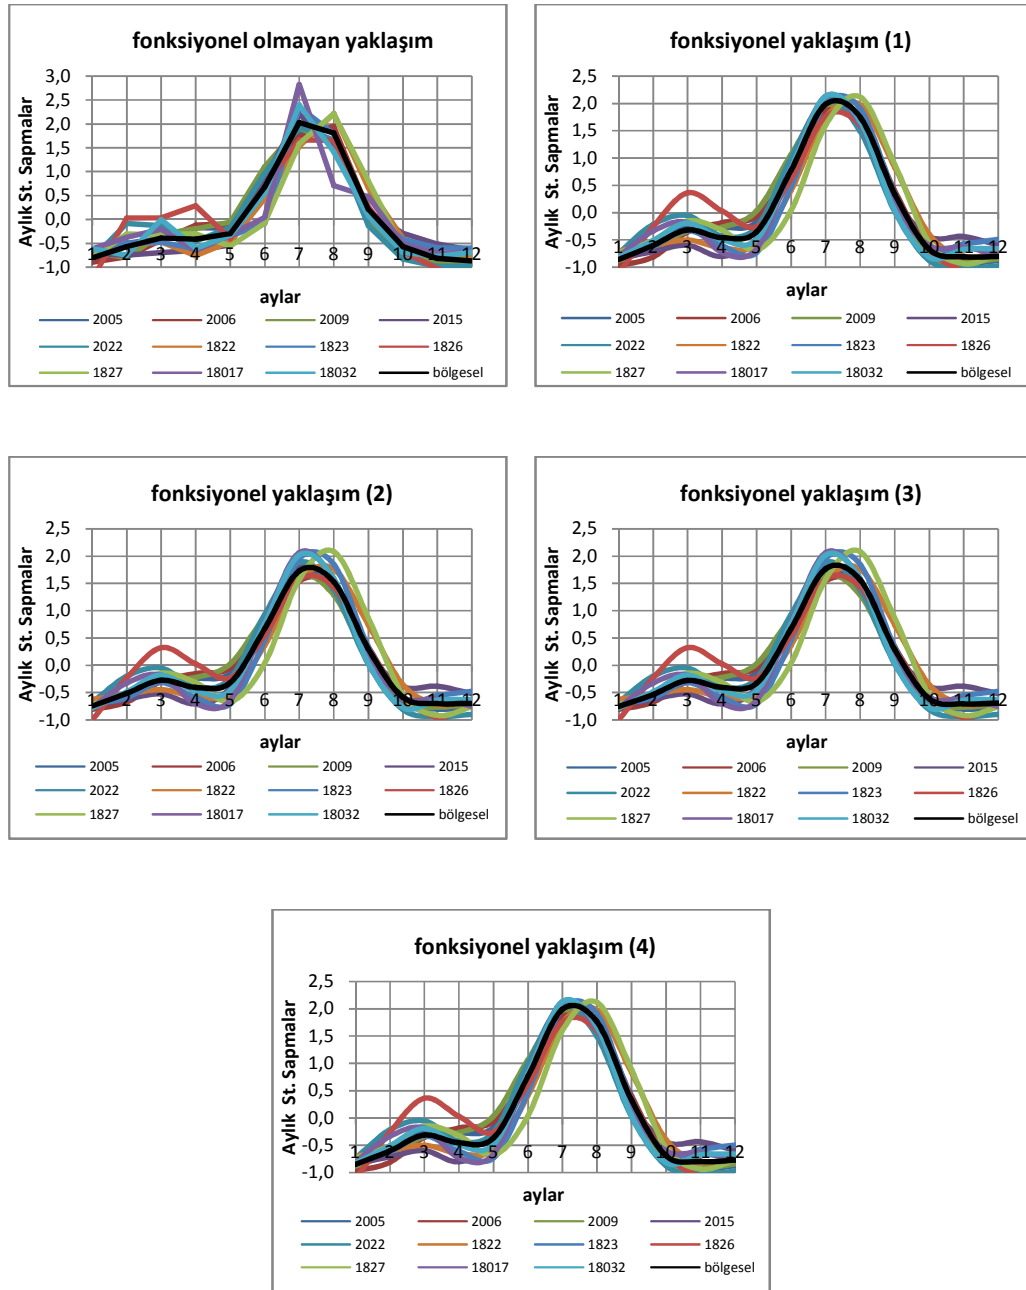 fonksiyonel olmayan yaklaşım
3,0
2,5
2,0
1,5
1,0
0,5
0,0
-0,5
-1,0
Aylık St. Sapmalar
1 2 3 4 5 6 7 8 9 10 11 12
aylar
2005 2006 2009 2015
2022 1822 1823 1826
1827 18017 18032 bölgesel
fonksiyonel yaklaşım (1)
2,5
2,0
1,5
1,0
0,5
0,0
-0,5
-1,0
Aylık St. Sapmalar
1 2 3 4 5 6 7 8 9 10 11 12
aylar
2005 2006 2009 2015
2022 1822 1823 1826
1827 18017 18032 bölgesel
fonksiyonel yaklaşım (2)
2,5
2,0
1,5
1,0
0,5
0,0
-0,5
-1,0
Aylık St. Sapmalar
1 2 3 4 5 6 7 8 9 10 11 12
aylar
2005 2006 2009 2015
2022 1822 1823 1826
1827 18017 18032 bölgesel
fonksiyonel yaklaşım (3)
2,5
2,0
1,5
1,0
0,5
0,0
-0,5
-1,0
Aylık St. Sapmalar
1 2 3 4 5 6 7 8 9 10 11 12
aylar
2005 2006 2009 2015
2022 1822 1823 1826
1827 18017 18032 bölgesel
fonksiyonel yaklaşım (4)
2,5
2,0
1,5
1,0
0,5
0,0
-0,5
-1,0
Aylık St. Sapmalar
1 2 3 4 5 6 7 8 9 10 11 12
aylar
2005 2006 2009 2015
2022 1822 1823 1826
1827 18017 18032 bölgesel